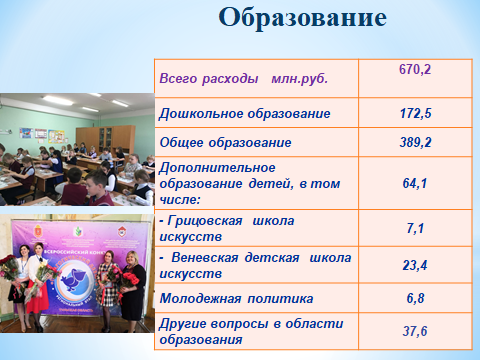 Образование
Всего расходы млн.руб. 670,2
Дошкольное образование 172,5
Общее образование 389,2
Дополнительное
образование детей, в том
числе: 64,1
- Грицовская школа
искусств 7,1
- Веневская детская школа
искусств 23,4
Молодежная политика 6,8
Другие вопросы в области
образования 37,6
ВСЕРОССИЙСКИЙ КОНК